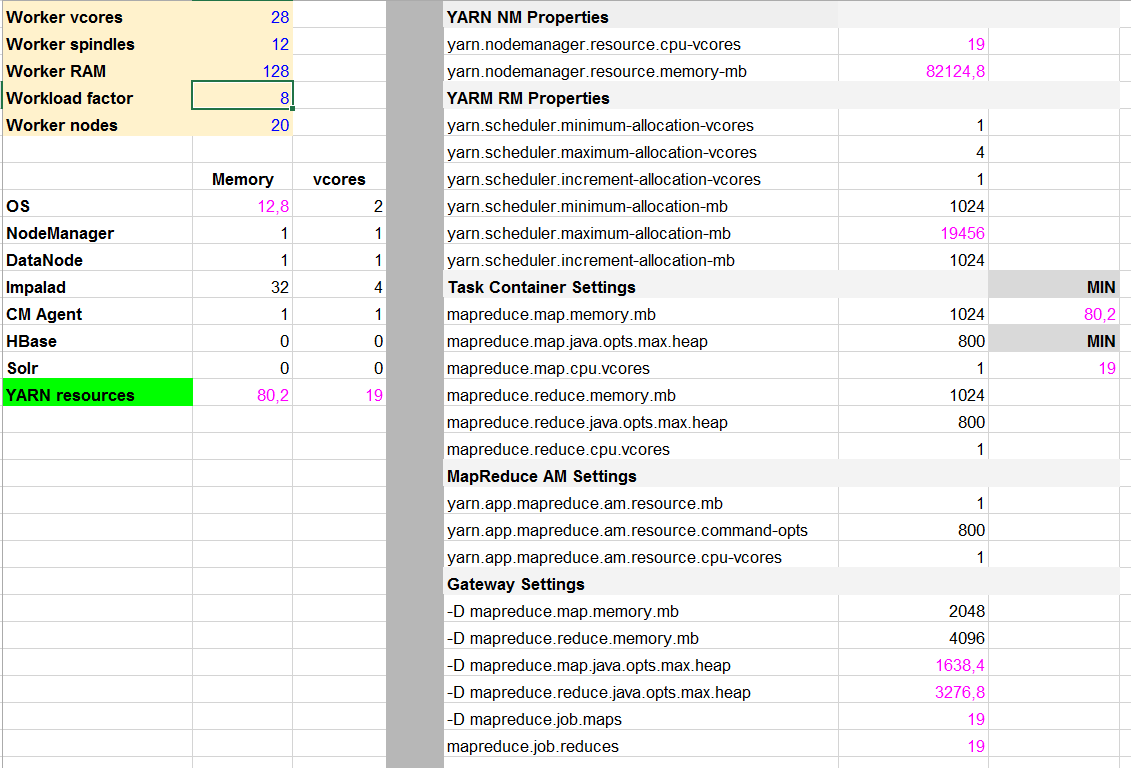 Worker vcores 28
Worker spindles 12
Worker RAM 128
Workload factor 8
Worker nodes 20
Memory vcores
OS 12,8 2
NodeManager 1 1
DataNode 1 1
Impalad 32 4
CM Agent 1 1
HBase 0 0
Solr 0 0
YARN resources 80,2 19
YARN NM Properties
yarn.nodemanager.resource.cpu-vcores 19
yarn.nodemanager.resource.memory-mb 82124,8
YARM RM Properties
yarn.scheduler.minimum-allocation-vcores 1
yarn.scheduler.maximum-allocation-vcores 4
yarn.scheduler.increment-allocation-vcores 1
yarn.scheduler.minimum-allocation-mb 1024
yarn.scheduler.maximum-allocation-mb 19456
yarn.scheduler.increment-allocation-mb 1024
Task Container Settings MIN
mapreduce.map.memory.mb 1024 80,2
mapreduce.map.java.opts.max.heap 800 MIN
mapreduce.map.cpu.vcores 1 19
mapreduce.reduce.memory.mb 1024
mapreduce.reduce.java.opts.max.heap 800
mapreduce.reduce.cpu.vcores 1
MapReduce AM Settings
yarn.app.mapreduce.am.resource.mb 1
yarn.app.mapreduce.am.resource.command-opts 800
yarn.app.mapreduce.am.resource.cpu-vcores 1
Gateway Settings
-D mapreduce.map.memory.mb 2048
-D mapreduce.reduce.memory.mb 4096
-D mapreduce.map.java.opts.max.heap 1638,4
-D mapreduce.reduce.java.opts.max.heap 3276,8
-D mapreduce.job.maps 19
mapreduce.job.reduces 19